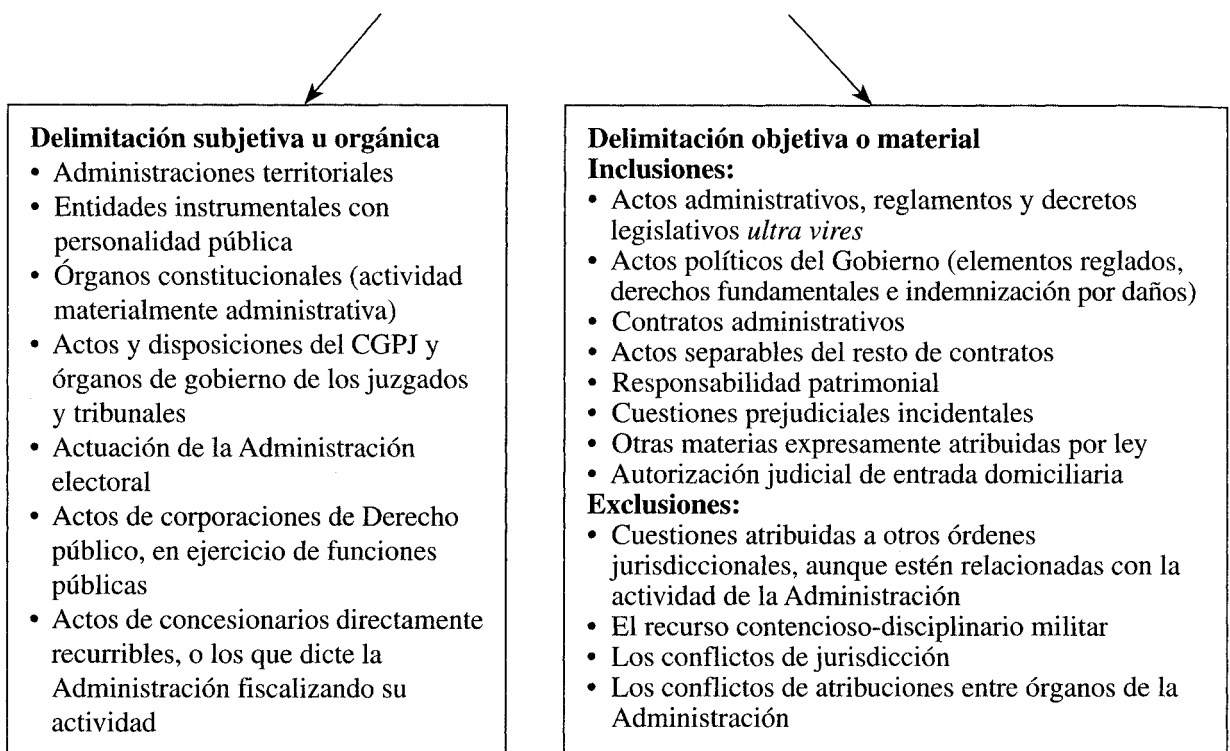 Delimitación subjetiva u orgánica
• Administraciones territoriales
• Entidades instrumentales con
personalidad pública
• Órganos constitucionales (actividad
materialmente administrativa)
• Actos y disposiciones del CGPJ y
órganos de gobierno de los juzgados
y tribunales
• Actuación de la Administración
electoral
• Actos de corporaciones de Derecho
público, en ejercicio de funciones
públicas
• Actos de concesionarios directamente
recurribles, o los que dicte la
Administración fiscalizando su
actividad
Delimitación objetiva o material
Inclusiones:
• Actos administrativos, reglamentos y decretos
legislativos ultra vires
• Actos políticos del Gobierno (elementos reglados,
derechos fundamentales e indemnización por daños)
• Contratos administrativos
• Actos separables del resto de contratos
• Responsabilidad patrimonial
• Cuestiones prejudiciales incidentales
• Otras materias expresamente atribuidas por ley
• Autorización judicial de entrada domiciliaria
Exclusiones:
• Cuestiones atribuidas a otros órdenes
jurisdiccionales, aunque estén relacionadas con la
actividad de la Administración
• El recurso contencioso-disciplinario militar
• Los conflictos de jurisdicción
• Los conflictos de atribuciones entre órganos de la
Administración